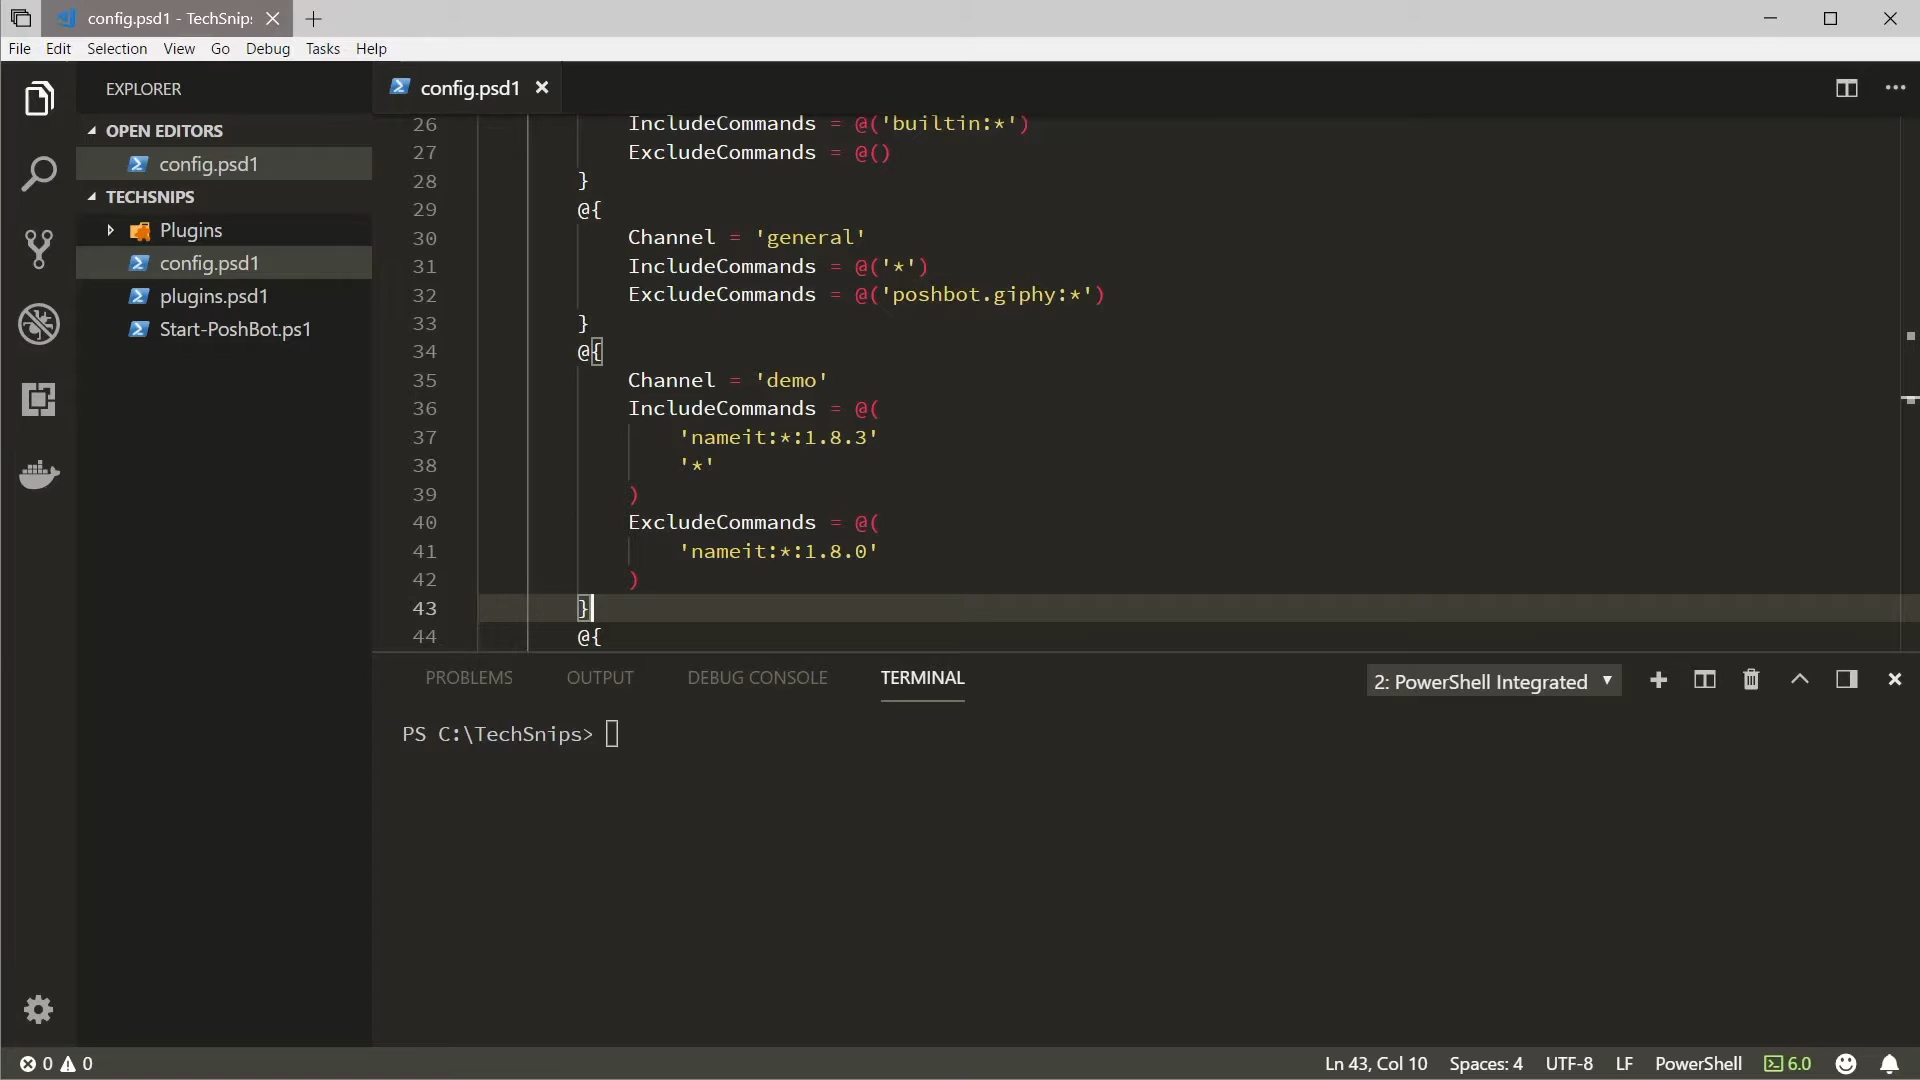 config.psd1 - TechSnips
File Edit Selection View Go Debug Tasks Help
EXPLORER
OPEN EDITORS
config.psd1
TECHSNIPS
Plugins
config.psd1
plugins.psd1
Start-PoshBot.ps1
config.psd1
26 IncludeCommands = @('builtin:*')
27 ExcludeCommands = @()
28 }
29 @{
30 Channel = 'general'
31 IncludeCommands = @('*')
32 ExcludeCommands = @('poshbot.giphy:*')
33 }
34 @{
35 Channel = 'demo'
36 IncludeCommands = @(
37 'nameit:*:1.8.3'
38 '*'
39 )
40 ExcludeCommands = @(
41 'nameit:*:1.8.0'
42 )
43 }
44 @{
PROBLEMS OUTPUT DEBUG CONSOLE TERMINAL 2: PowerShell Integrated
PS C:\TechSnips>
0 0 Ln 43, Col 10 Spaces: 4 UTF-8 LF PowerShell 6.0